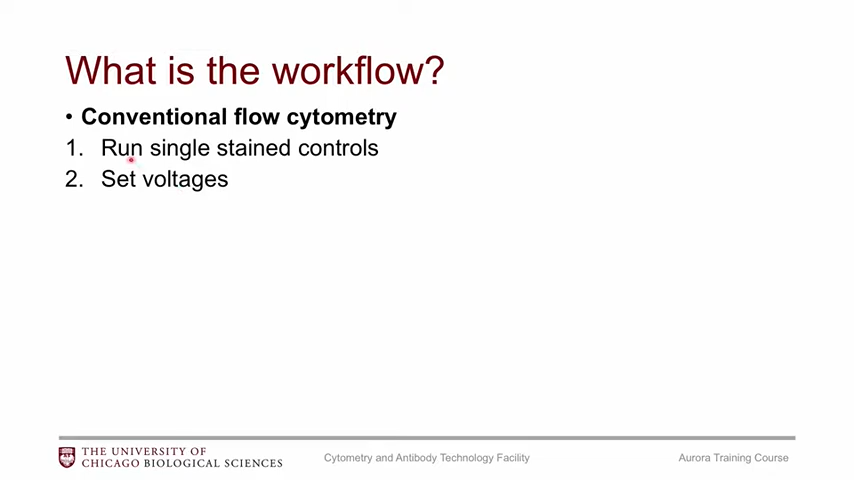 What is the workflow?
• Conventional flow cytometry
1. Run single stained controls
2. Set voltages
THE UNIVERSITY OF
CHICAGO BIOLOGICAL SCIENCES
Cytometry and Antibody Technology Facility
Aurora Training Course